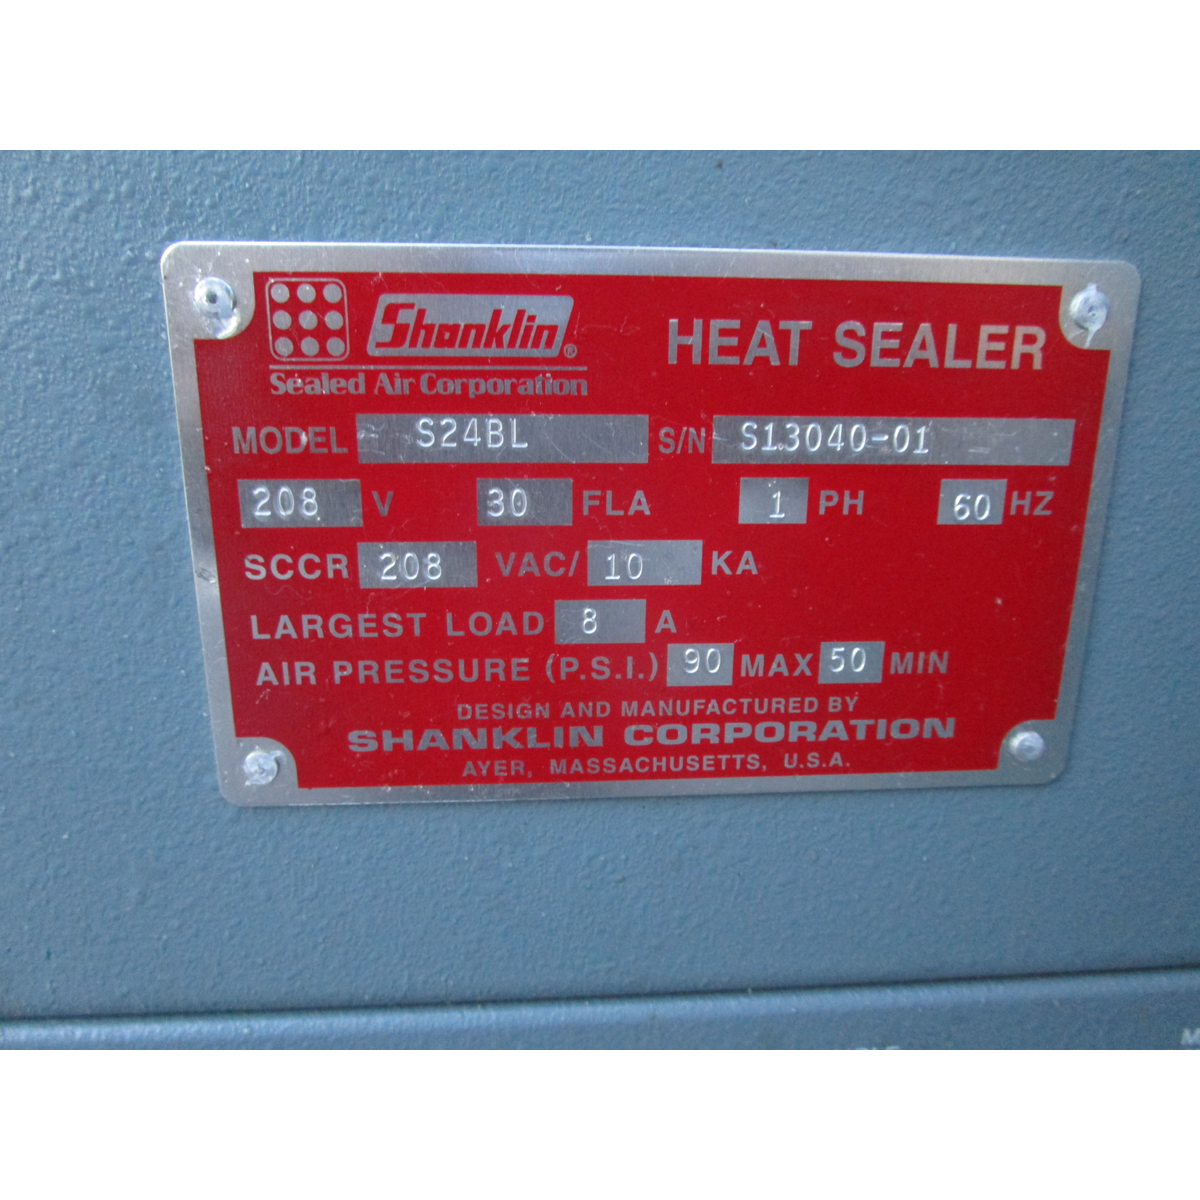 Shanklin®
Sealed Air Corporation
HEAT SEALER
MODEL S24BL S/N S13040-01
208 V 30 FLA 1 PH 60 HZ
SCCR 208 VAC/ 10 KA
LARGEST LOAD 8 A
AIR PRESSURE (P.S.I.) 90 MAX 50 MIN
DESIGN AND MANUFACTURED BY
SHANKLIN CORPORATION
AYER, MASSACHUSETTS, U.S.A.